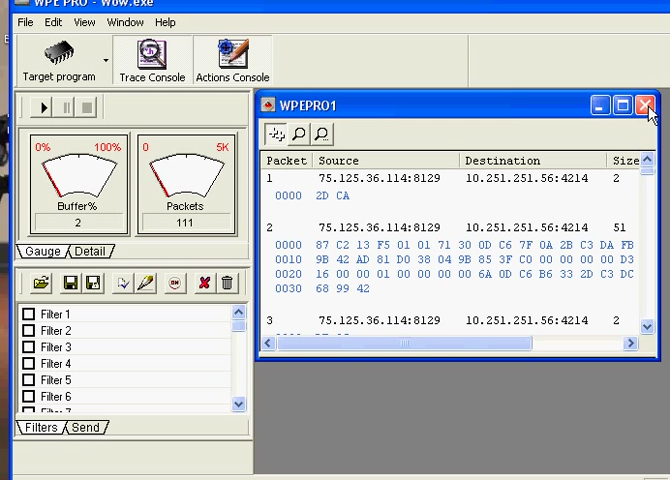 WPE PRO - Wow.exe
File Edit View Window Help
Target program
Trace Console
Actions Console
WPEPRO1
0% 100%
Buffer%
2
0 5K
Packets
111
Gauge Detail
Packet Source Destination Size
1 75.125.36.114:8129 10.251.251.56:4214 2
0000 2D CA
2 75.125.36.114:8129 10.251.251.56:4214 51
0000 87 C2 13 F5 01 01 71 30 0D C6 7F 0A 2B C3 DA FB
0010 9B 42 AD 81 D0 38 04 9B 85 3F C0 00 00 00 00 D3
0020 16 00 00 01 00 00 00 00 6A 0D C6 B6 33 2D C3 DC
0030 68 99 42
3 75.125.36.114:8129 10.251.251.56:4214 2
ON
Filter 1
Filter 2
Filter 3
Filter 4
Filter 5
Filter 6
Filter 7
Filters Send